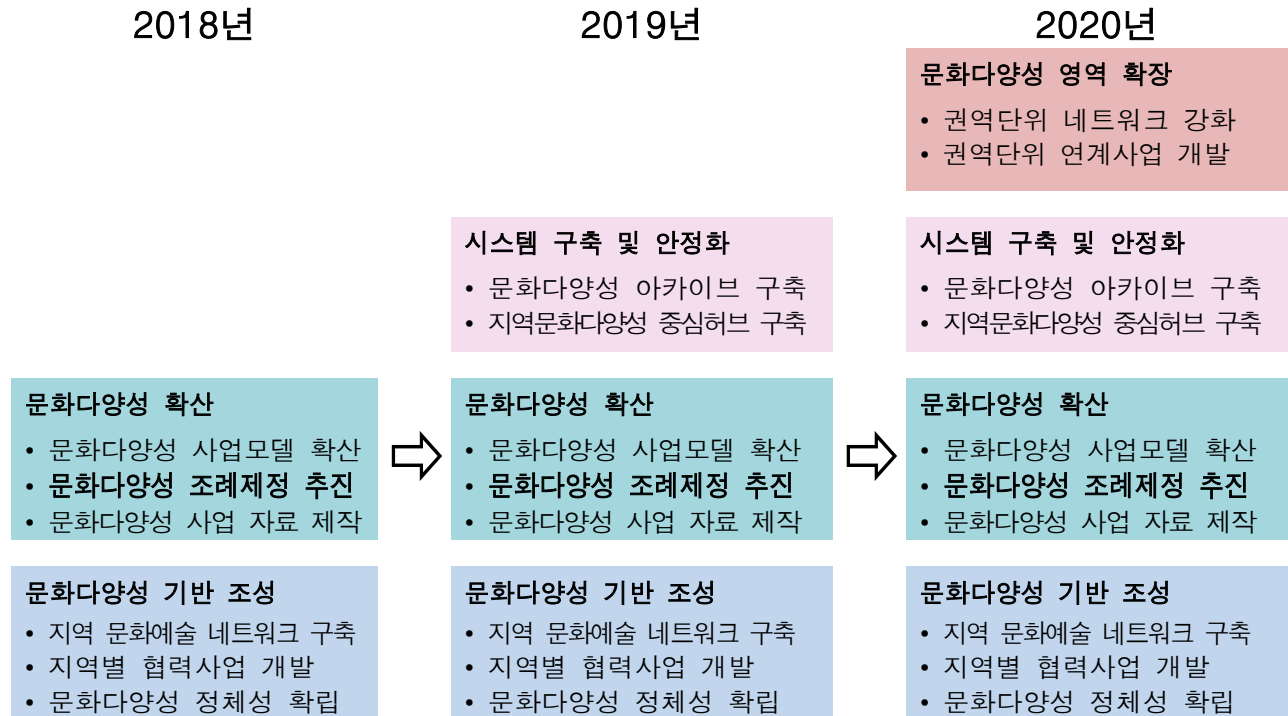 2018년
2019년
2020년
문화다양성 영역 확장
• 권역단위 네트워크 강화
• 권역단위 연계사업 개발
시스템 구축 및 안정화
• 문화다양성 아카이브 구축
• 지역문화다양성 중심허브 구축
시스템 구축 및 안정화
• 문화다양성 아카이브 구축
• 지역문화다양성 중심허브 구축
문화다양성 확산
• 문화다양성 사업모델 확산
• 문화다양성 조례제정 추진
• 문화다양성 사업 자료 제작
문화다양성 확산
• 문화다양성 사업모델 확산
• 문화다양성 조례제정 추진
• 문화다양성 사업 자료 제작
문화다양성 확산
• 문화다양성 사업모델 확산
• 문화다양성 조례제정 추진
• 문화다양성 사업 자료 제작
문화다양성 기반 조성
• 지역 문화예술 네트워크 구축
• 지역별 협력사업 개발
• 문화다양성 정체성 확립
문화다양성 기반 조성
• 지역 문화예술 네트워크 구축
• 지역별 협력사업 개발
• 문화다양성 정체성 확립
문화다양성 기반 조성
• 지역 문화예술 네트워크 구축
• 지역별 협력사업 개발
• 문화다양성 정체성 확립